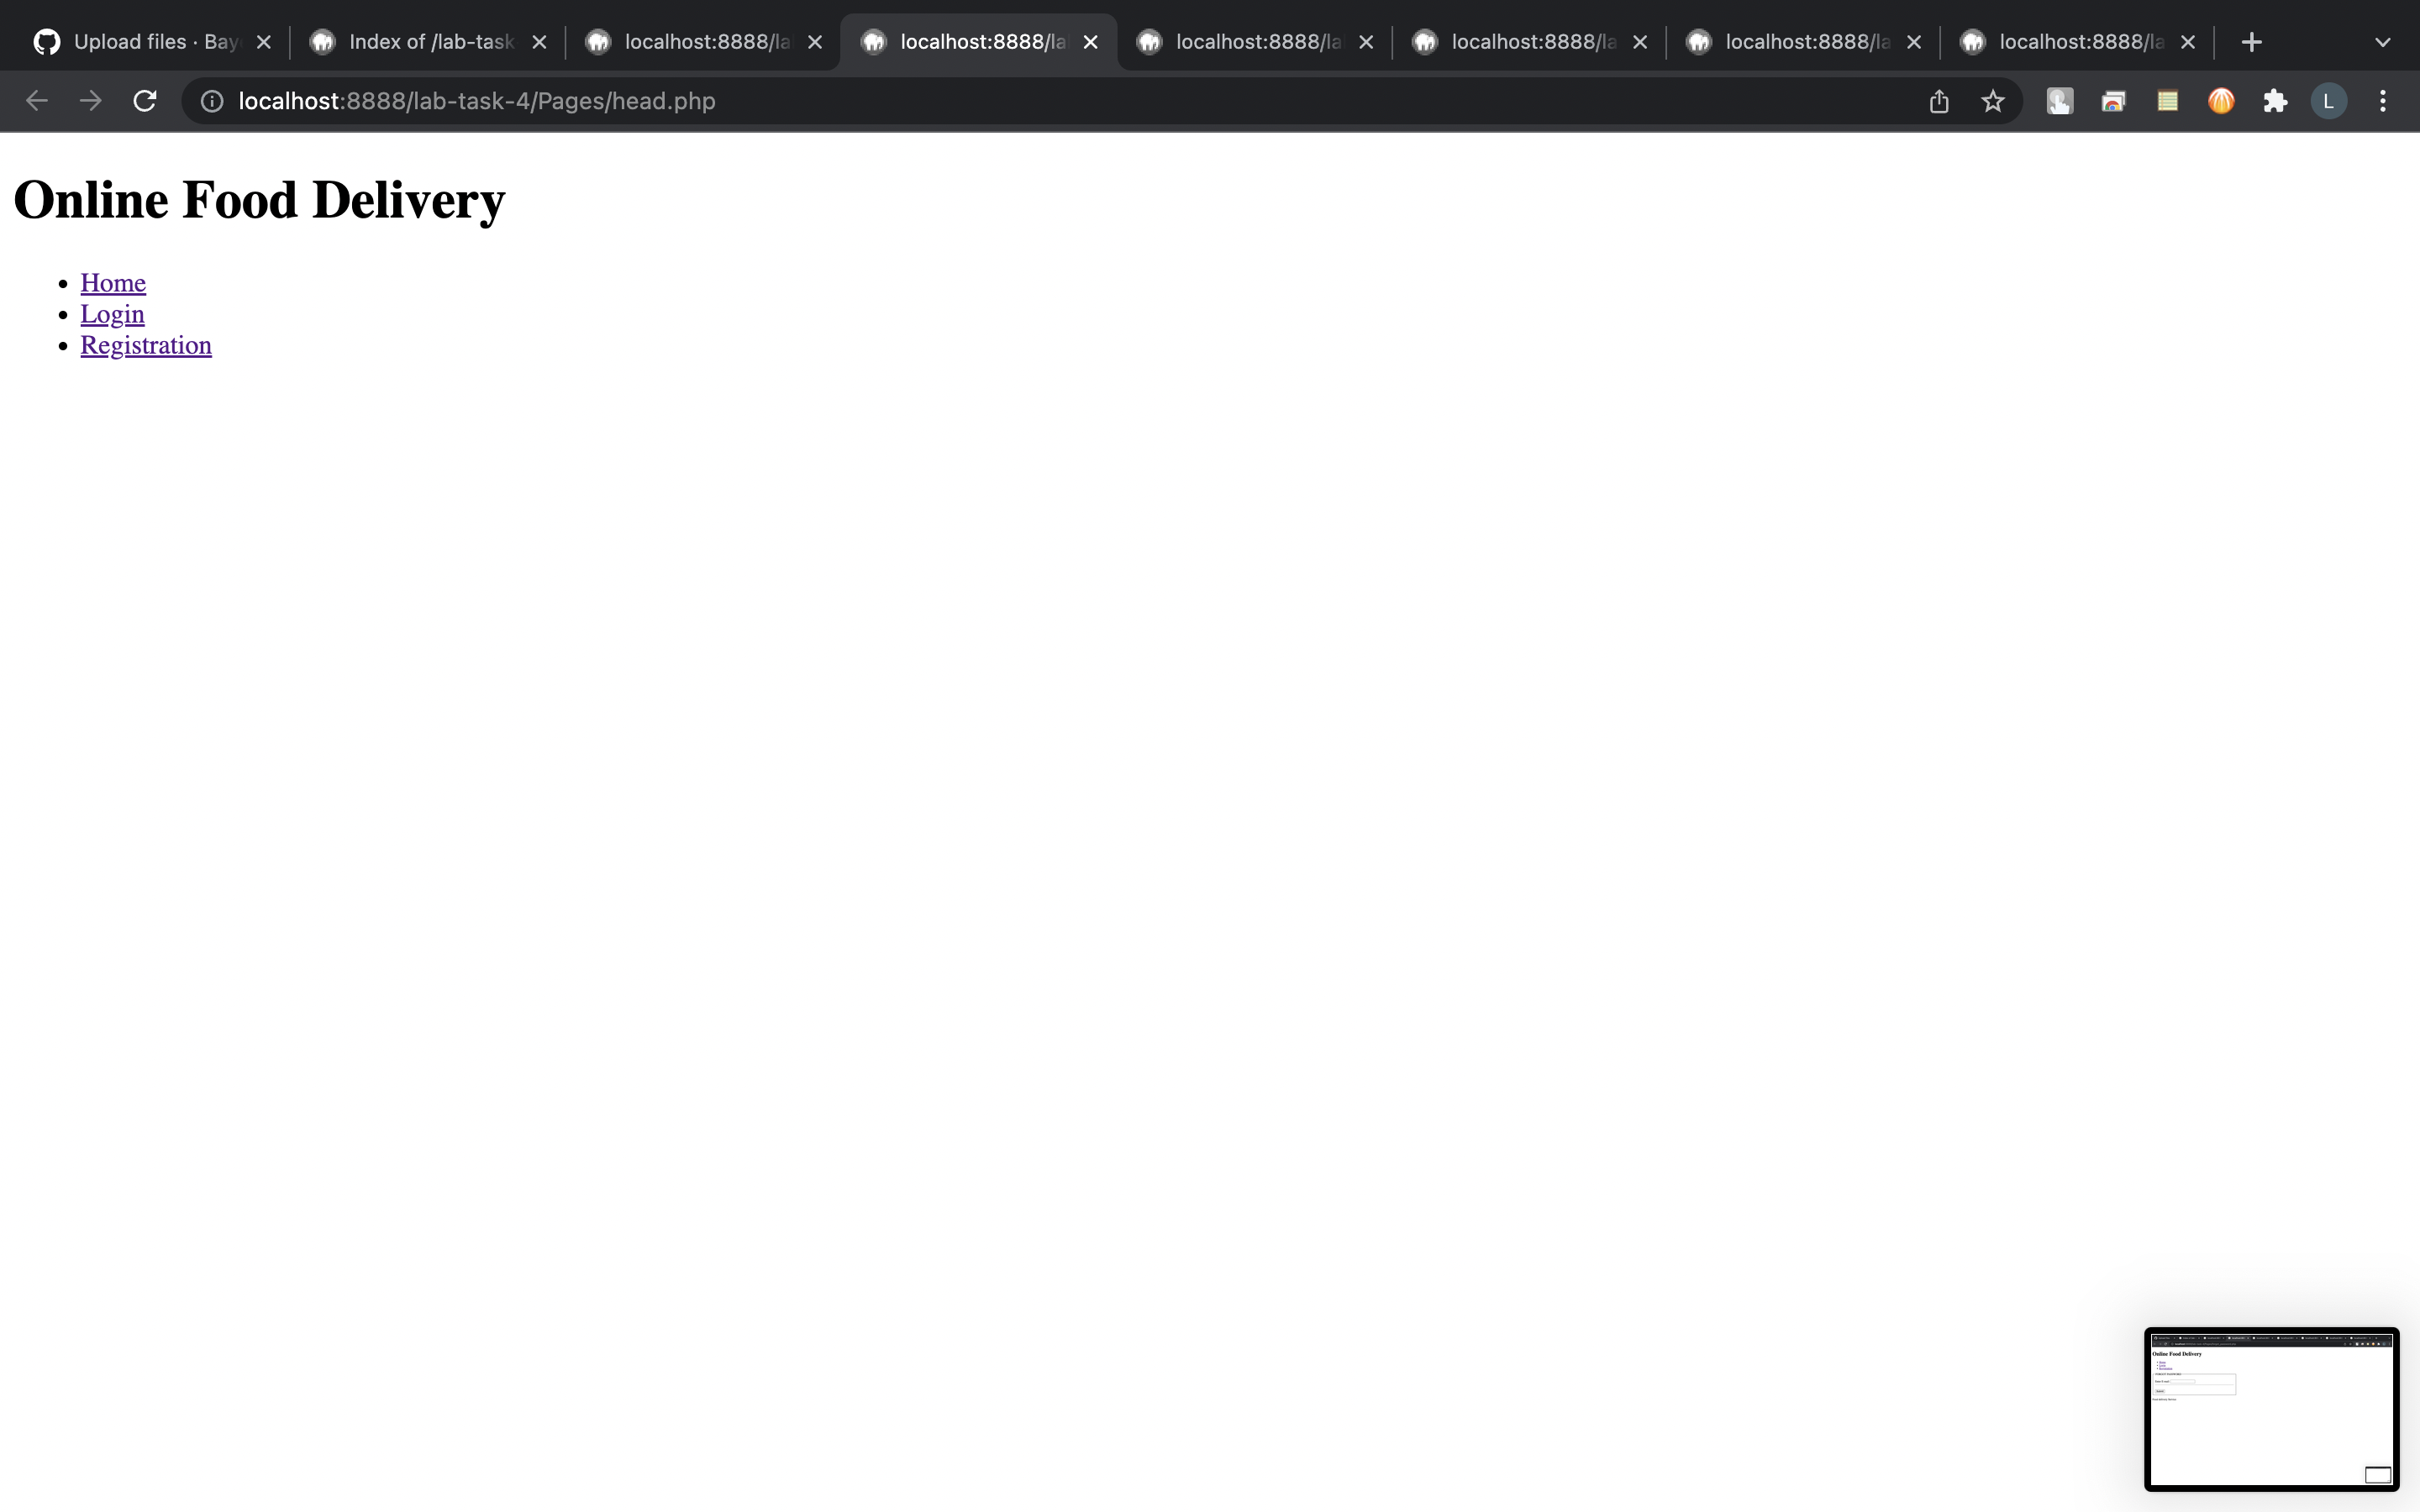 Upload files · Bay
Index of /lab-task
localhost:8888/la
localhost:8888/la
localhost:8888/la
localhost:8888/la
localhost:8888/la
localhost:8888/la
localhost:8888/lab-task-4/Pages/head.php
L
Online Food Delivery
• Home
• Login
• Registration
Online Food Delivery